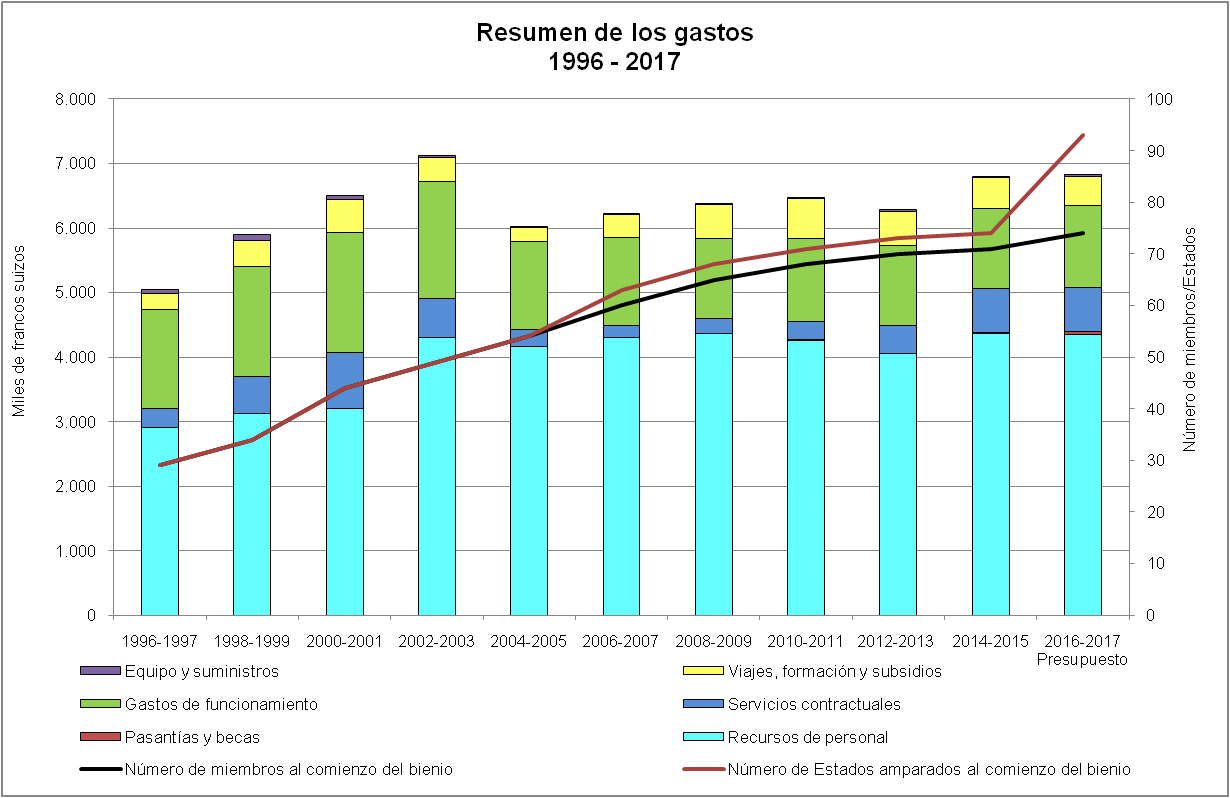 Resumen de los gastos
1996 - 2017
8.000
7.000
6.000
5.000
4.000
3.000
2.000
1.000
0
Miles de francos suizos
100
90
80
70
60
50
40
30
20
10
0
Número de miembros/Estados
1996-1997
1998-1999
2000-2001
2002-2003
2004-2005
2006-2007
2008-2009
2010-2011
2012-2013
2014-2015
2016-2017
Presupuesto
Equipo y suministros
Viajes, formación y subsidios
Gastos de funcionamiento
Servicios contractuales
Pasantías y becas
Recursos de personal
Número de miembros al comienzo del bienio
Número de Estados amparados al comienzo del bienio